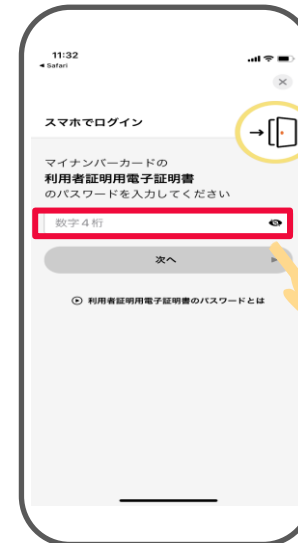 11:32
◀ Safari
スマホでログイン
マイナンバーカードの
利用者証明用電子証明書
のパスワードを入力してください
数字4桁
次へ
利用者証明用電子証明書のパスワードとは